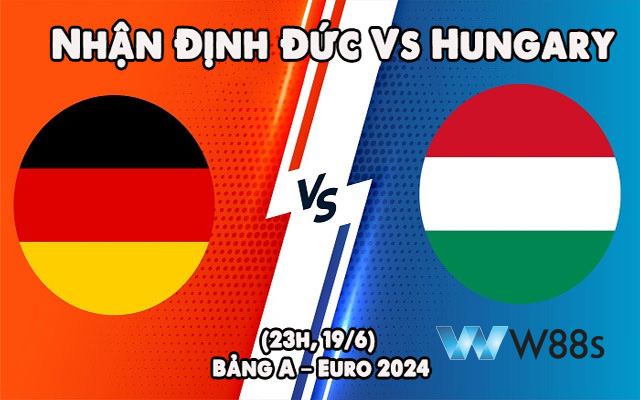 Nhận Định Đức Vs Hungary
VS
(23H, 19/6)
Bảng A – Euro 2024
W88s